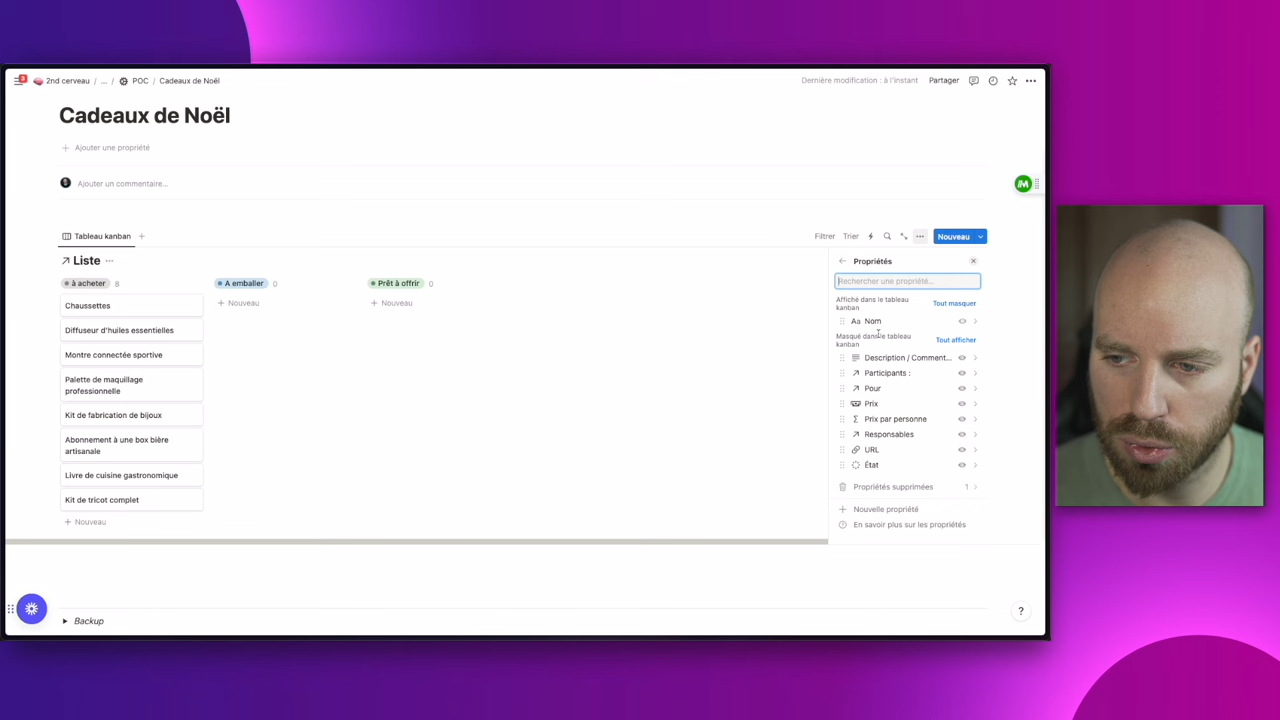 3
2nd cerveau / ... / POC / Cadeaux de Noël
Dernière modification : à l'instant
Partager
Cadeaux de Noël
Ajouter une propriété
Ajouter un commentaire...
Tableau kanban
Filtrer
Trier
Nouveau
Liste
à acheter 8
A emballer 0
Prêt à offrir 0
Chaussettes
Diffuseur d'huiles essentielles
Montre connectée sportive
Palette de maquillage
professionnelle
Kit de fabrication de bijoux
Abonnement à une box bière
artisanale
Livre de cuisine gastronomique
Kit de tricot complet
+ Nouveau
+ Nouveau
+ Nouveau
Propriétés
Rechercher une propriété...
Affiché dans le tableau
kanban
Tout masquer
Aa Nom
Masqué dans le tableau
kanban
Tout afficher
Description / Comment...
Participants :
Pour
Prix
Σ Prix par personne
Responsables
URL
État
Propriétés supprimées 1
+ Nouvelle propriété
En savoir plus sur les propriétés
Backup
?